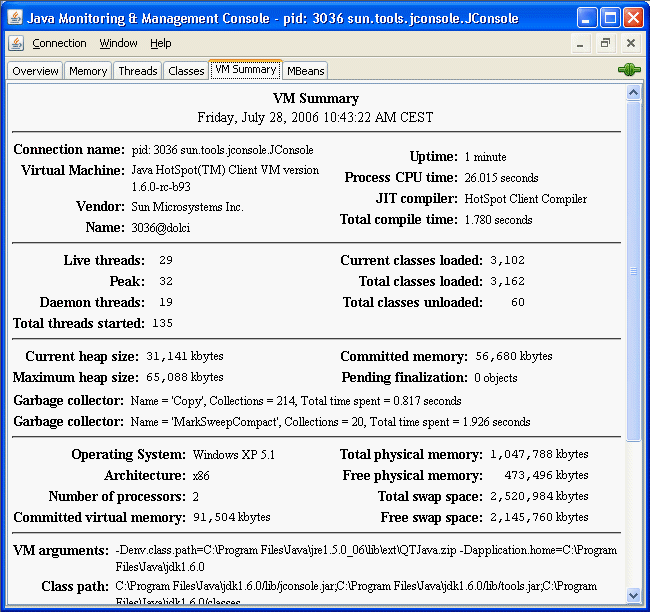 Java Monitoring & Management Console - pid: 3036 sun.tools.jconsole.JConsole
Connection Window Help
Overview Memory Threads Classes VM Summary MBeans
VM Summary
Friday, July 28, 2006 10:43:22 AM CEST
Connection name: pid: 3036 sun.tools.jconsole.JConsole
Virtual Machine: Java HotSpot(TM) Client VM version
1.6.0-rc-b93
Vendor: Sun Microsystems Inc.
Name: 3036@dolci
Uptime: 1 minute
Process CPU time: 26.015 seconds
JIT compiler: HotSpot Client Compiler
Total compile time: 1.780 seconds
Live threads: 29
Peak: 32
Daemon threads: 19
Total threads started: 135
Current classes loaded: 3,102
Total classes loaded: 3,162
Total classes unloaded: 60
Current heap size: 31,141 kbytes
Maximum heap size: 65,088 kbytes
Committed memory: 56,680 kbytes
Pending finalization: 0 objects
Garbage collector: Name = 'Copy', Collections = 214, Total time spent = 0.817 seconds
Garbage collector: Name = 'MarkSweepCompact', Collections = 20, Total time spent = 1.926 seconds
Operating System: Windows XP 5.1
Architecture: x86
Number of processors: 2
Committed virtual memory: 91,504 kbytes
Total physical memory: 1,047,788 kbytes
Free physical memory: 473,496 kbytes
Total swap space: 2,520,984 kbytes
Free swap space: 2,145,760 kbytes
VM arguments: -Denv.class.path=C:\Program Files\Java\jre1.5.0_06\lib\ext\QTJava.zip -Dapplication.home=C:\Program
Files\Java\jdk1.6.0
Class path: C:\Program Files\Java\jdk1.6.0/lib/jconsole.jar;C:\Program Files\Java\jdk1.6.0/lib/tools.jar;C:\Program
Files\Java\jdk1.6.0/classes